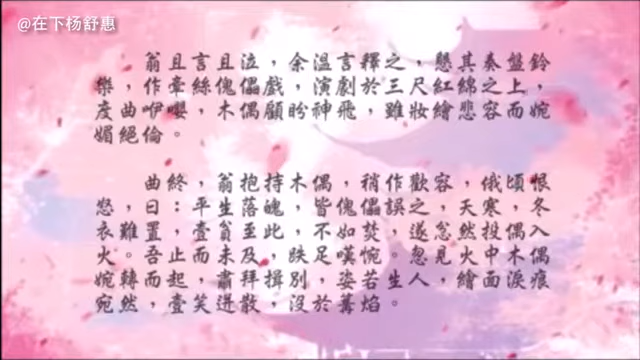 @在下杨舒惠
翁且言且泣，余溫言釋之，懇其奏盤鈴
樂，作牽絲傀儡戲，演劇於三尺紅綿之上，
度曲咿嚶，木偶顧盼神飛，雖妝繪悲容而婉
媚絕倫。
曲終，翁抱持木偶，稍作歡容，俄頃恨
怒，曰：平生落魄，皆傀儡誤之，天寒，冬
衣難置，壹貧至此，不如焚，遂忿然投偶入
火。吾止而未及，跌足嘆惋。忽見火中木偶
婉轉而起，肅拜揖別，姿若生人，繪面淚痕
宛然，壹笑迸散，沒於篝焰。